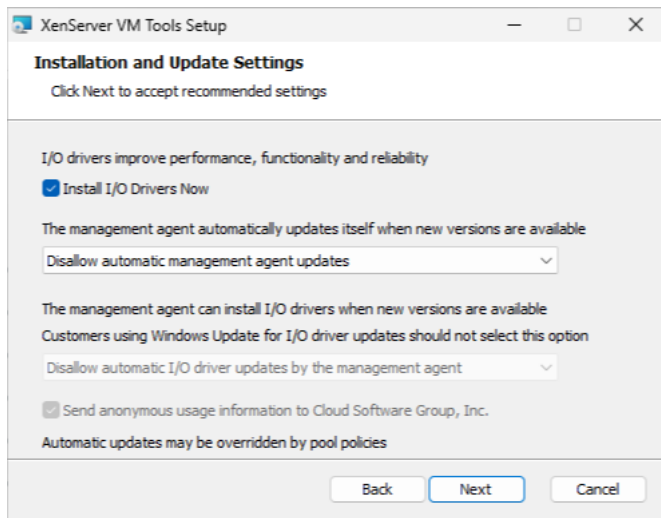 XenServer VM Tools Setup
Installation and Update Settings
Click Next to accept recommended settings
I/O drivers improve performance, functionality and reliability
Install I/O Drivers Now
The management agent automatically updates itself when new versions are available
Disallow automatic management agent updates
The management agent can install I/O drivers when new versions are available
Customers using Windows Update for I/O driver updates should not select this option
Disallow automatic I/O driver updates by the management agent
Send anonymous usage information to Cloud Software Group, Inc.
Automatic updates may be overridden by pool policies
Back Next Cancel